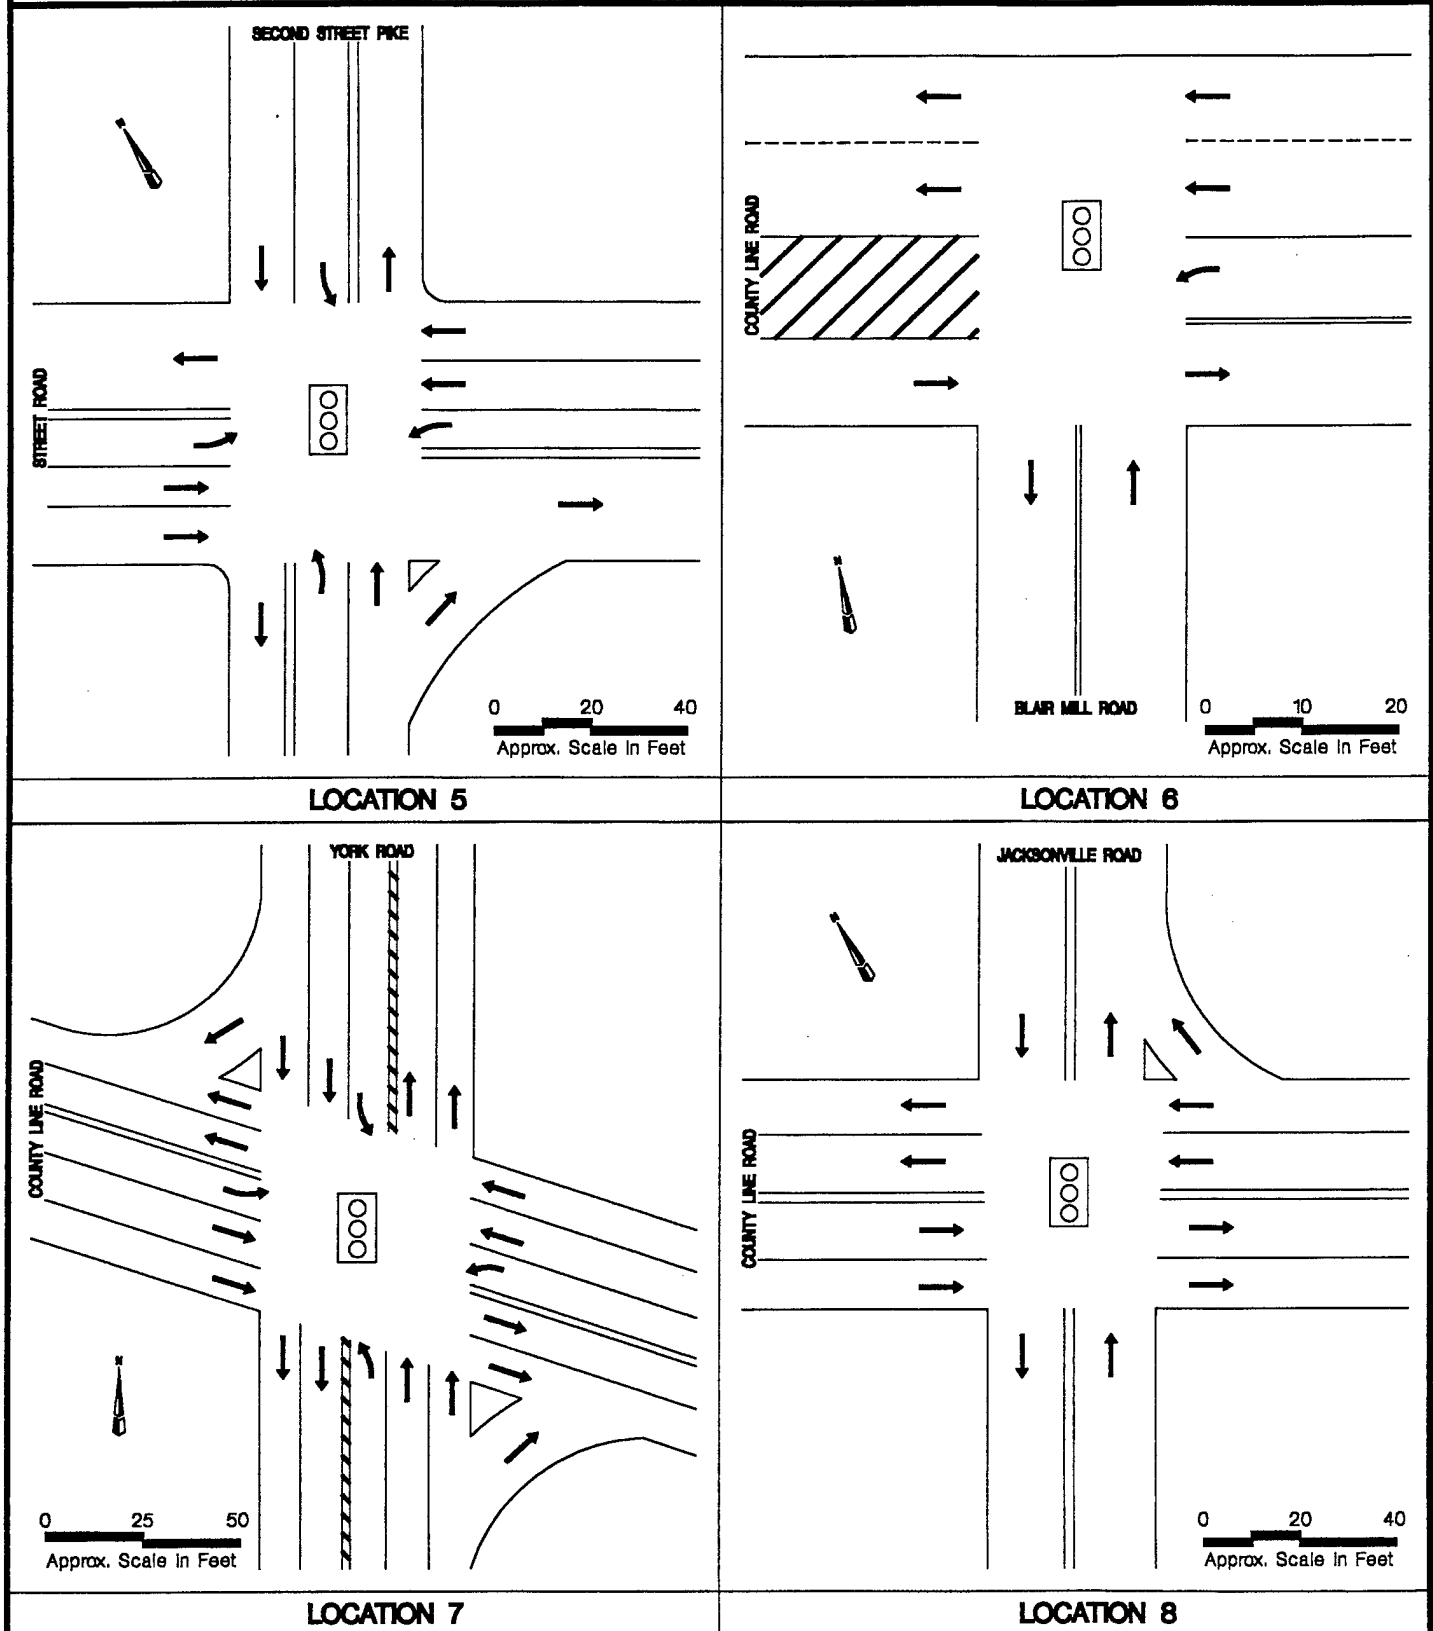 SECOND STREET PIKE
N
STREET ROAD
0 20 40
Approx. Scale in Feet
LOCATION 5
COUNTY LINE ROAD
N
BLAIR MILL ROAD
0 10 20
Approx. Scale in Feet
LOCATION 6
YORK ROAD
COUNTY LINE ROAD
N
0 25 50
Approx. Scale in Feet
LOCATION 7
JACKSONVILLE ROAD
N
COUNTY LINE ROAD
0 20 40
Approx. Scale in Feet
LOCATION 8